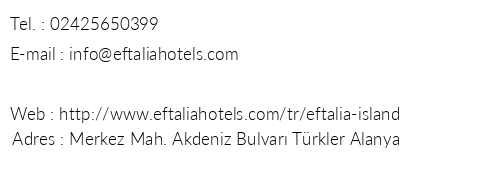 Tel. : 02425650399
E-mail : info@eftaliahotels.com
Web : http://www.eftaliahotels.com/tr/eftalia-island
Adres : Merkez Mah. Akdeniz Bulvarı Türkler Alanya